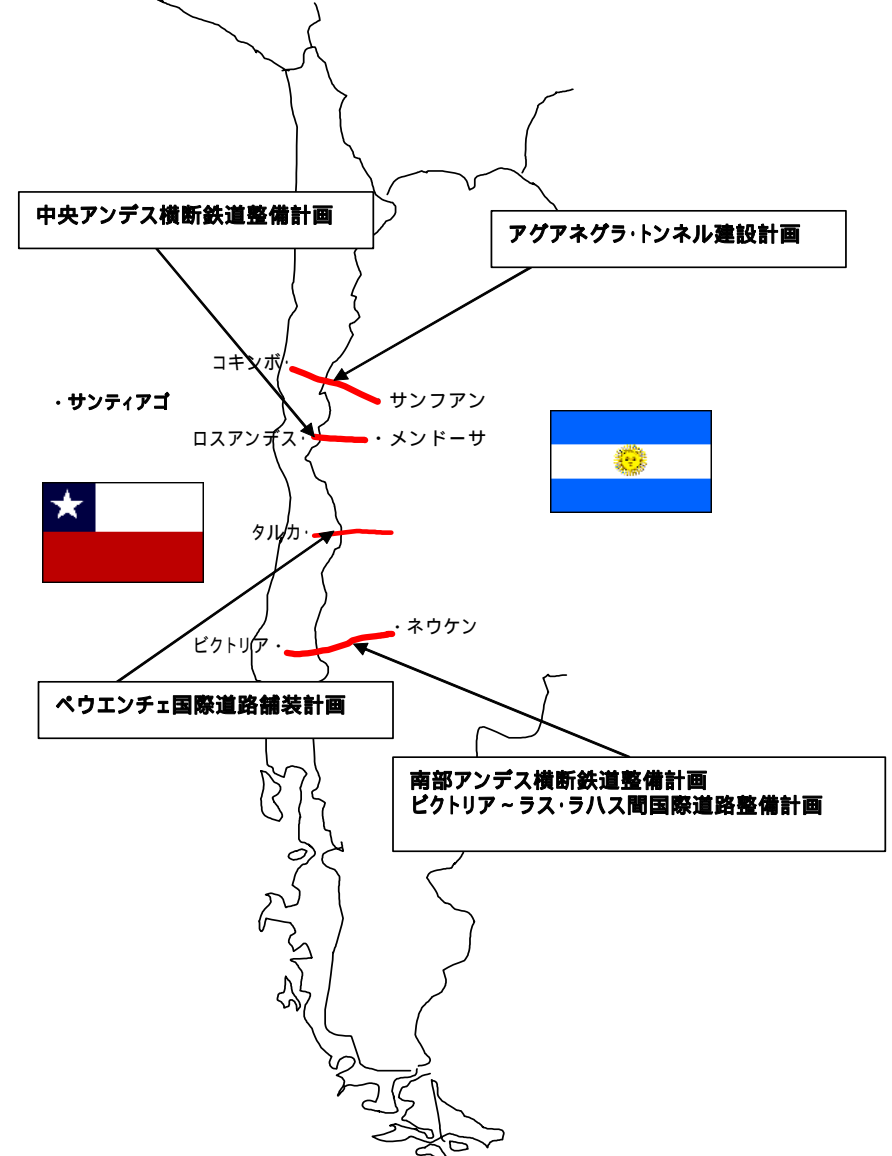 中央アンデス横断鉄道整備計画
アグアネグラ・トンネル建設計画
コキンボ・
サンフアン
・サンティアゴ
ロスアンデス・
・メンドーサ
タルカ・
・ネウケン
ビクトリア・
ペウエンチェ国際道路舗装計画
南部アンデス横断鉄道整備計画
ビクトリア~ラス・ラハス間国際道路整備計画